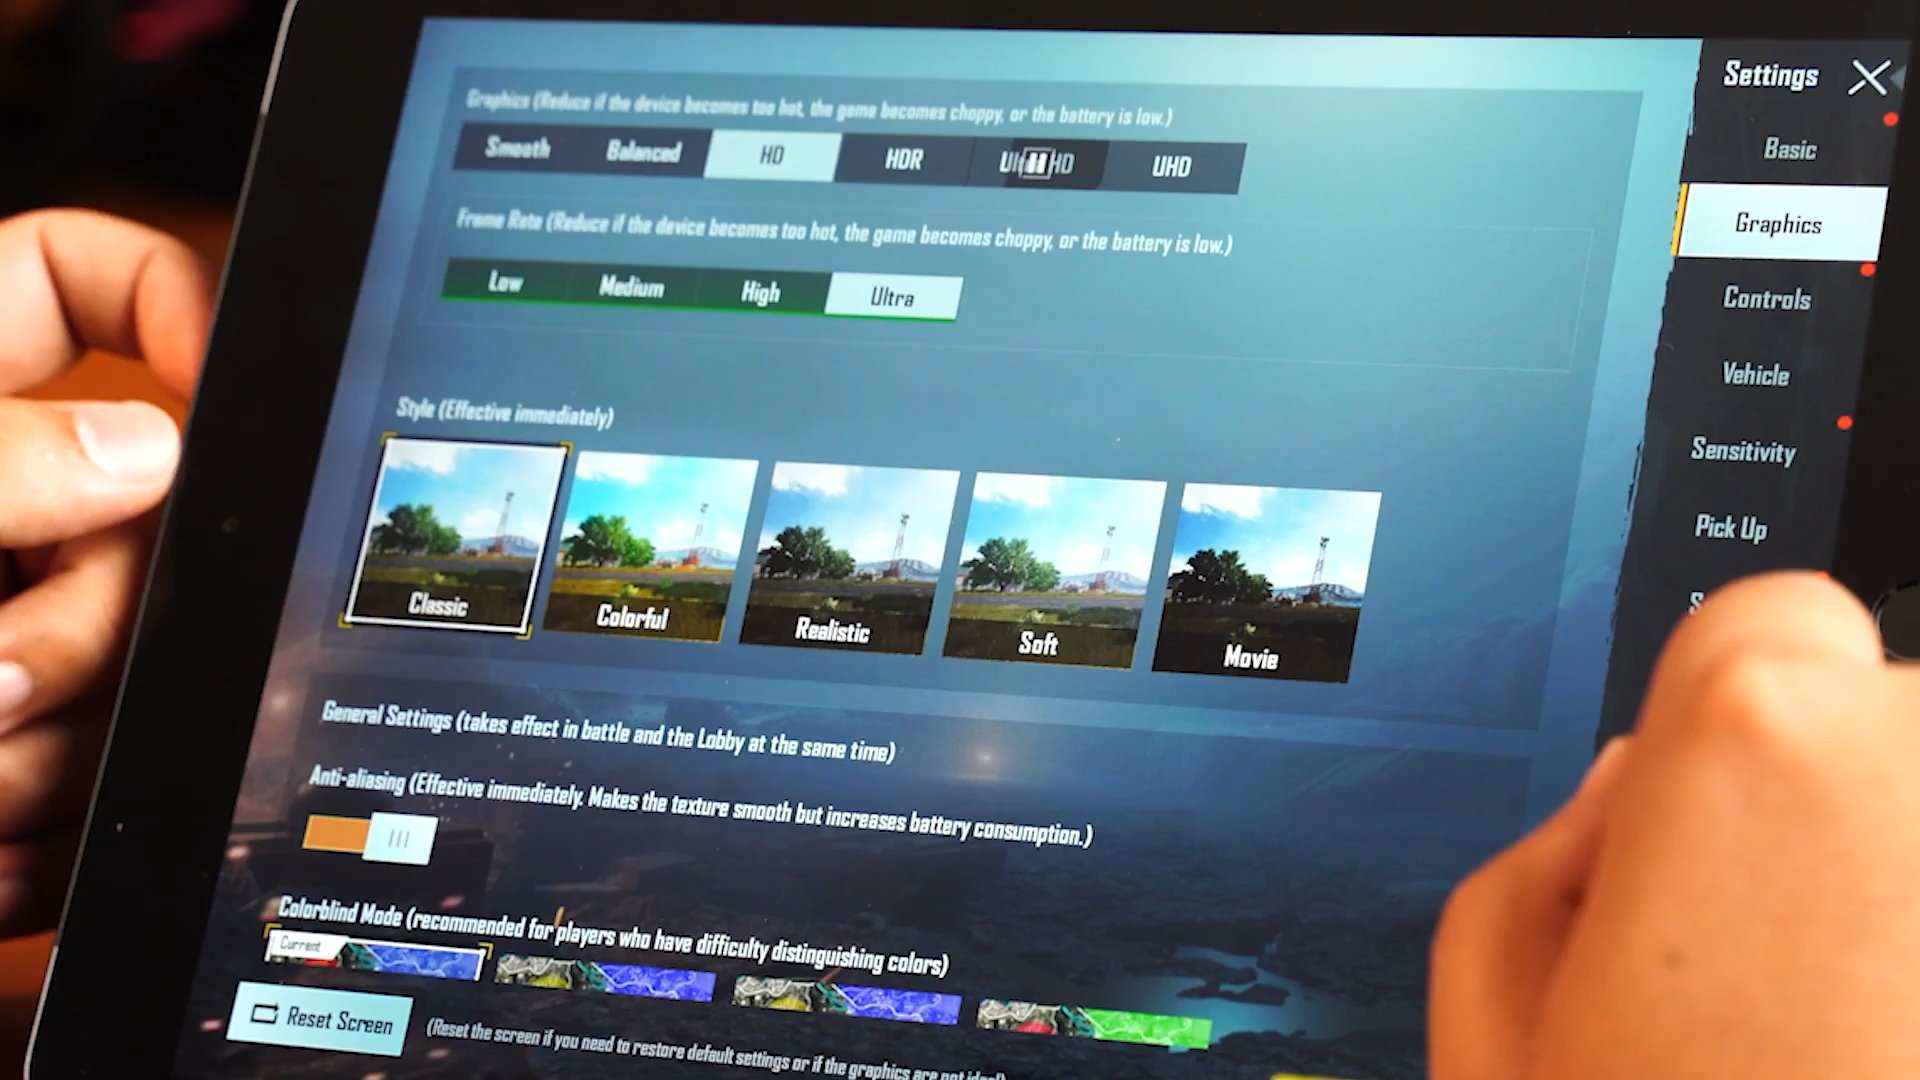 Settings
Graphics (Reduce if the device becomes too hot, the game becomes choppy, or the battery is low.)
Smooth Balanced HD HDR HD UHD
Frame Rate (Reduce if the device becomes too hot, the game becomes choppy, or the battery is low.)
Low Medium High Ultra
Style (Effective immediately)
Classic Colorful Realistic Soft Movie
General Settings (takes effect in battle and the Lobby at the same time)
Anti-aliasing (Effective immediately. Makes the texture smooth but increases battery consumption.)
Colorblind Mode (recommended for players who have difficulty distinguishing colors)
Current
Reset Screen
(Reset the screen if you need to restore default settings or if the graphics are not
Basic
Graphics
Controls
Vehicle
Sensitivity
Pick Up